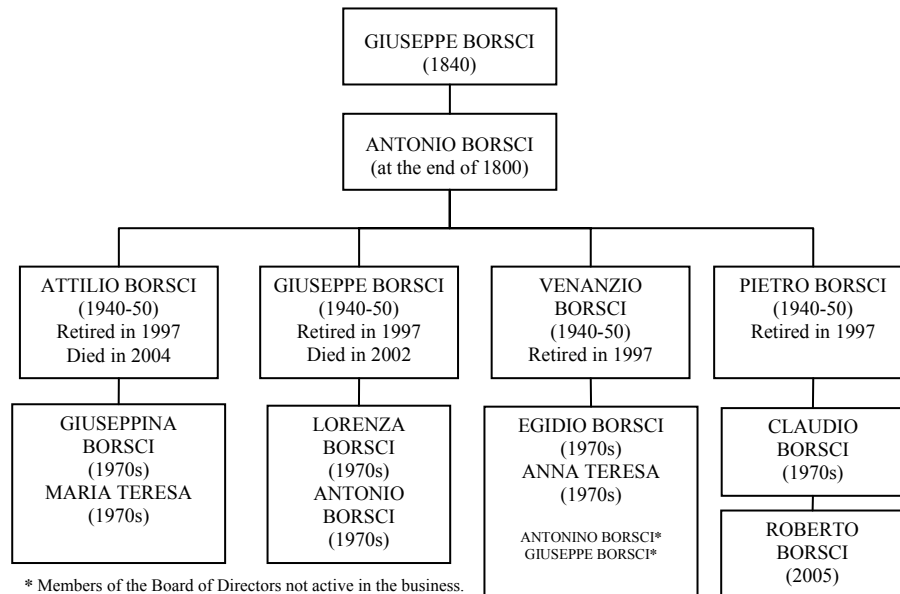 GIUSEPPE BORSCI
(1840)
ANTONIO BORSCI
(at the end of 1800)
ATTILIO BORSCI
(1940-50)
Retired in 1997
Died in 2004
GIUSEPPE BORSCI
(1940-50)
Retired in 1997
Died in 2002
VENANZIO
BORSCI
(1940-50)
Retired in 1997
PIETRO BORSCI
(1940-50)
Retired in 1997
GIUSEPPINA
BORSCI
(1970s)
MARIA TERESA
(1970s)
LORENZA
BORSCI
(1970s)
ANTONIO
BORSCI
(1970s)
EGIDIO BORSCI
(1970s)
ANNA TERESA
(1970s)
ANTONINO BORSCI*
GIUSEPPE BORSCI*
CLAUDIO
BORSCI
(1970s)
ROBERTO
BORSCI
(2005)
* Members of the Board of Directors not active in the business.